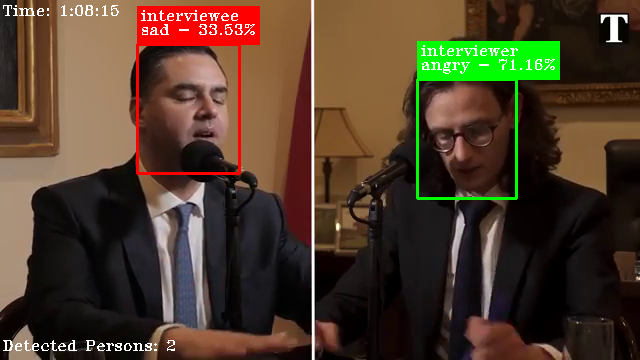 Time: 1:08:15
interviewee
sad - 33.53%
T
interviewer
angry - 71.16%
Detected Persons: 2